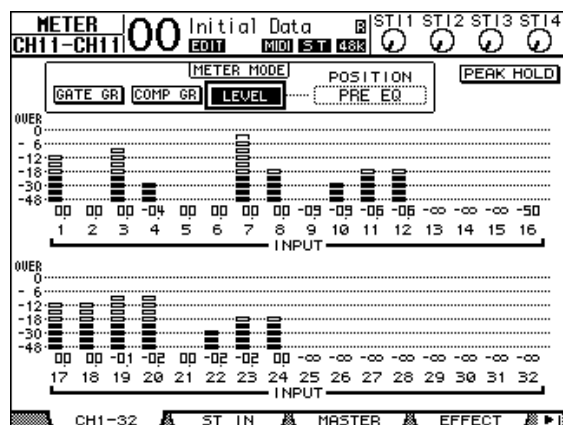 METER
CH11-CH11
00
Initial Data
R
EDIT
MIDI
ST
48K
STI1 STI2 STI3 STI4
METER MODE
GATE GR
COMP GR
LEVEL
POSITION
PRE EQ
PEAK HOLD
OVER
0
- 6
-12
-18
-30
-48
00 00 00 -04 00 00 00 00 -09 -09 -06 -06 -∞ -∞ -∞ -50
1 2 3 4 5 6 7 8 9 10 11 12 13 14 15 16
INPUT
OVER
0
- 6
-12
-18
-30
-48
00 00 -01 -02 00 -02 -02 00 -∞ -∞ -∞ -∞ -∞ -∞ -∞ -∞
17 18 19 20 21 22 23 24 25 26 27 28 29 30 31 32
INPUT
CH1-32
ST IN
MASTER
EFFECT